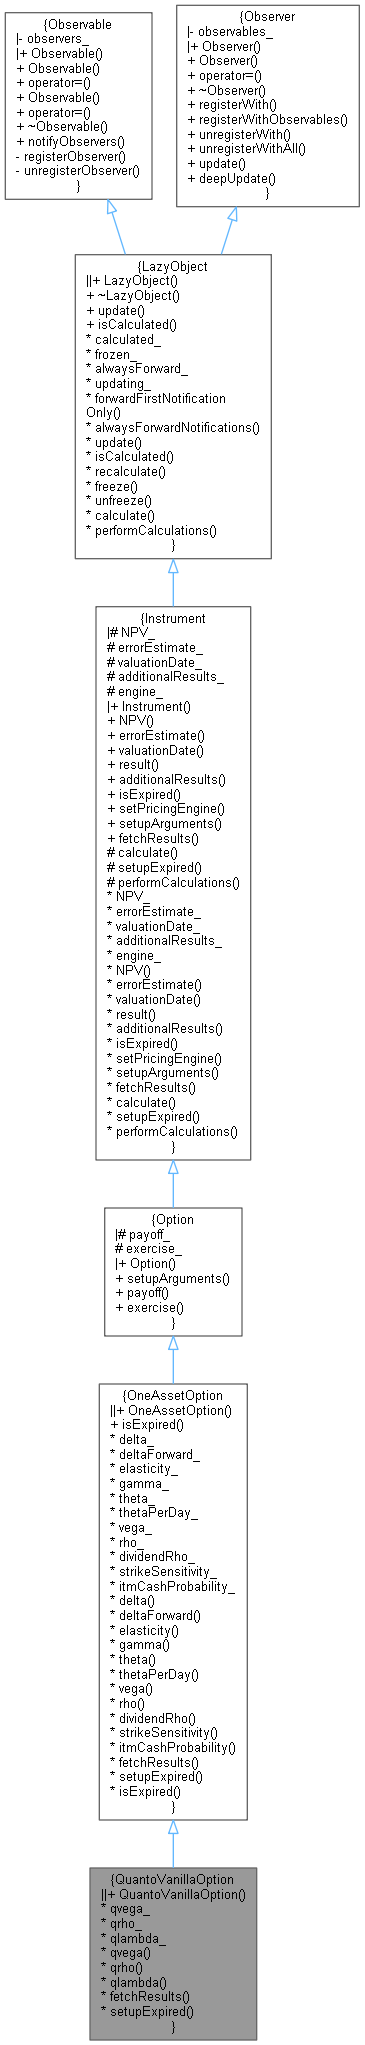 {Observable
|- observers_
|+ Observable()
+ Observable()
+ operator=()
+ Observable()
+ operator=()
+ ~Observable()
+ notifyObservers()
- registerObserver()
- unregisterObserver()
}
{Observer
|- observables_
|+ Observer()
+ Observer()
+ operator=()
+ ~Observer()
+ registerWith()
+ registerWithObservables()
+ unregisterWith()
+ unregisterWithAll()
+ update()
+ deepUpdate()
}
{LazyObject
||+ LazyObject()
+ ~LazyObject()
+ update()
+ isCalculated()
* calculated_
* frozen_
* alwaysForward_
* updating_
* forwardFirstNotification
Only()
* alwaysForwardNotifications()
* update()
* isCalculated()
* recalculate()
* freeze()
* unfreeze()
* calculate()
* performCalculations()
}
{Instrument
|# NPV_
# errorEstimate_
# valuationDate_
# additionalResults_
# engine_
|+ Instrument()
+ NPV()
+ errorEstimate()
+ valuationDate()
+ result()
+ additionalResults()
+ isExpired()
+ setPricingEngine()
+ setupArguments()
+ fetchResults()
# calculate()
# setupExpired()
# performCalculations()
* NPV_
* errorEstimate_
* valuationDate_
* additionalResults_
* engine_
* NPV()
* errorEstimate()
* valuationDate()
* result()
* additionalResults()
* isExpired()
* setPricingEngine()
* setupArguments()
* fetchResults()
* calculate()
* setupExpired()
* performCalculations()
}
{Option
|# payoff_
# exercise_
|+ Option()
+ setupArguments()
+ payoff()
+ exercise()
}
{OneAssetOption
||+ OneAssetOption()
+ isExpired()
* delta_
* deltaForward_
* elasticity_
* gamma_
* theta_
* thetaPerDay_
* vega_
* rho_
* dividendRho_
* strikeSensitivity_
* itmCashProbability_
* delta()
* deltaForward()
* elasticity()
* gamma()
* theta()
* thetaPerDay()
* vega()
* rho()
* dividendRho()
* strikeSensitivity()
* itmCashProbability()
* fetchResults()
* setupExpired()
* isExpired()
}
{QuantoVanillaOption
||+ QuantoVanillaOption()
* qvega_
* qrho_
* qlambda_
* qvega()
* qrho()
* qlambda()
* fetchResults()
* setupExpired()
}